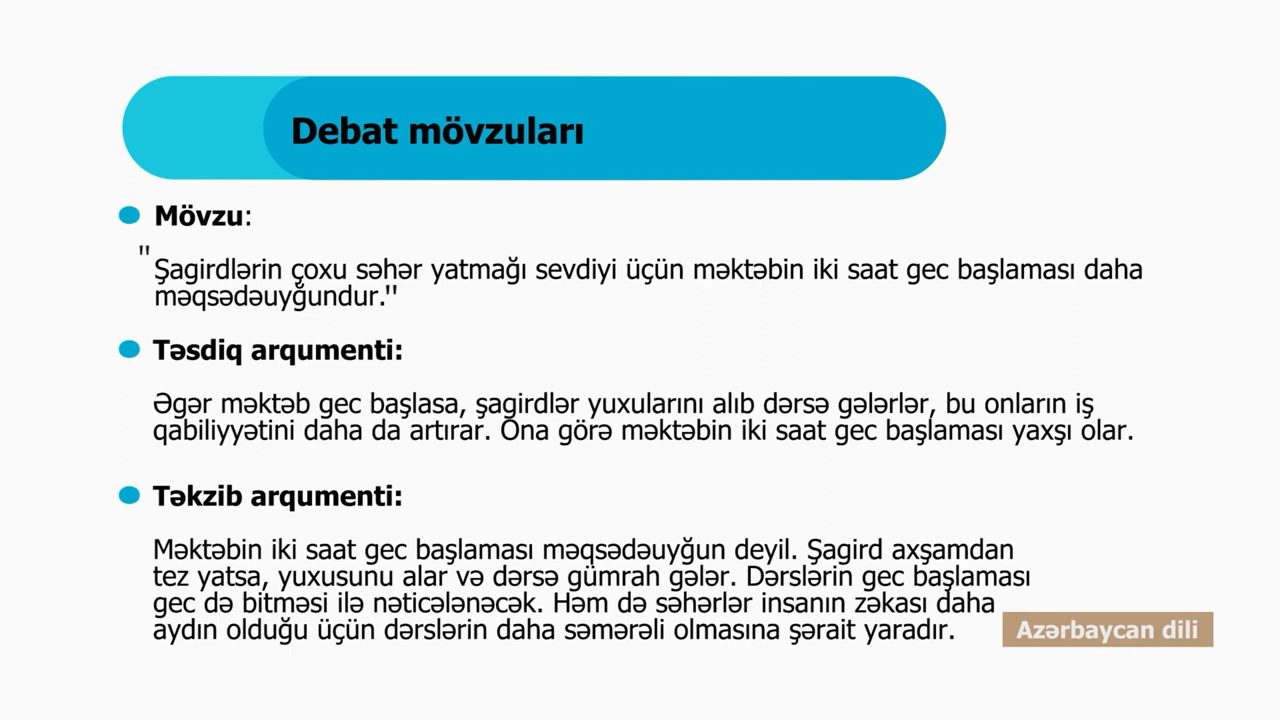 Debat mövzuları
Mövzu:
"Şagirdlərin çoxu səhər yatmağı sevdiyi üçün məktəbin iki saat gec başlaması daha
məqsədəuyğundur."
Təsdiq arqumenti:
Əgər məktəb gec başlasa, şagirdlər yuxularını alıb dərsə gələrlər, bu onların iş
qabiliyyətini daha da artırar. Ona görə məktəbin iki saat gec başlaması yaxşı olar.
Təkzib arqumenti:
Məktəbin iki saat gec başlaması məqsədəuyğun deyil. Şagird axşamdan
tez yatsa, yuxusunu alar və dərsə gümrah gələr. Dərslərin gec başlaması
gec də bitməsi ilə nəticələnəcək. Həm də səhərlər insanın zəkası daha
aydın olduğu üçün dərslərin daha səmərəli olmasına şərait yaradır.
Azərbaycan dili